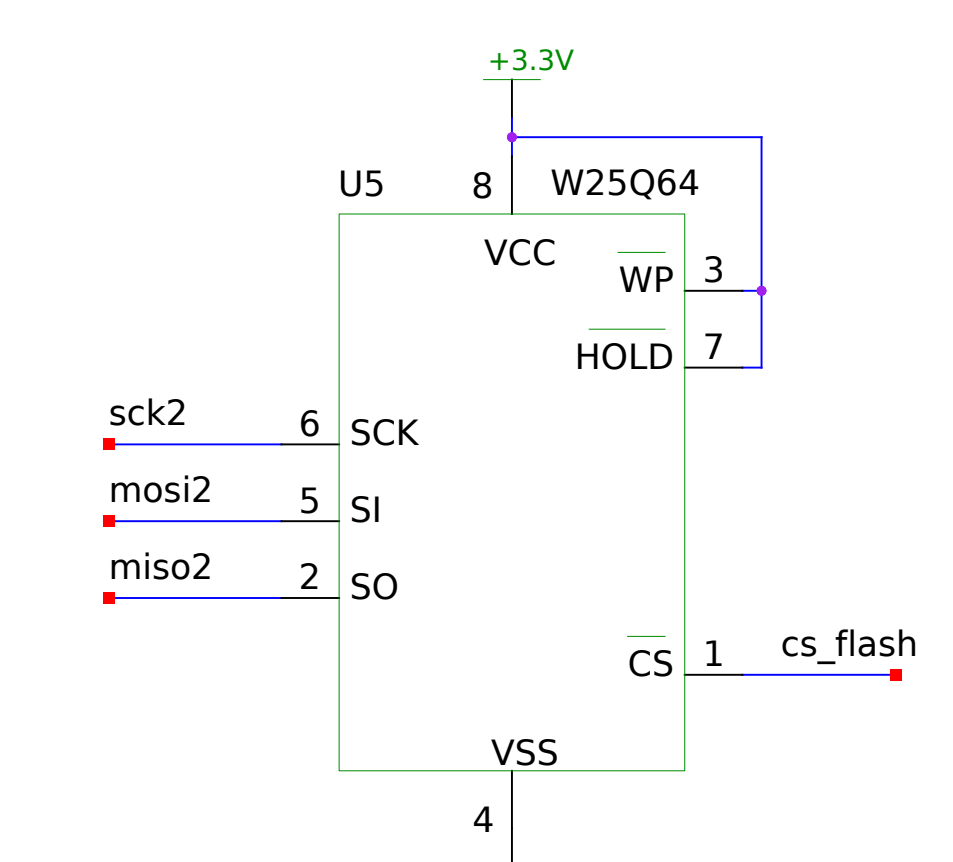 +3.3V
U5
8
W25Q64
VCC
WP
3
HOLD
7
sck2
6
SCK
mosi2
5
SI
miso2
2
SO
CS
1
cs_flash
VSS
4